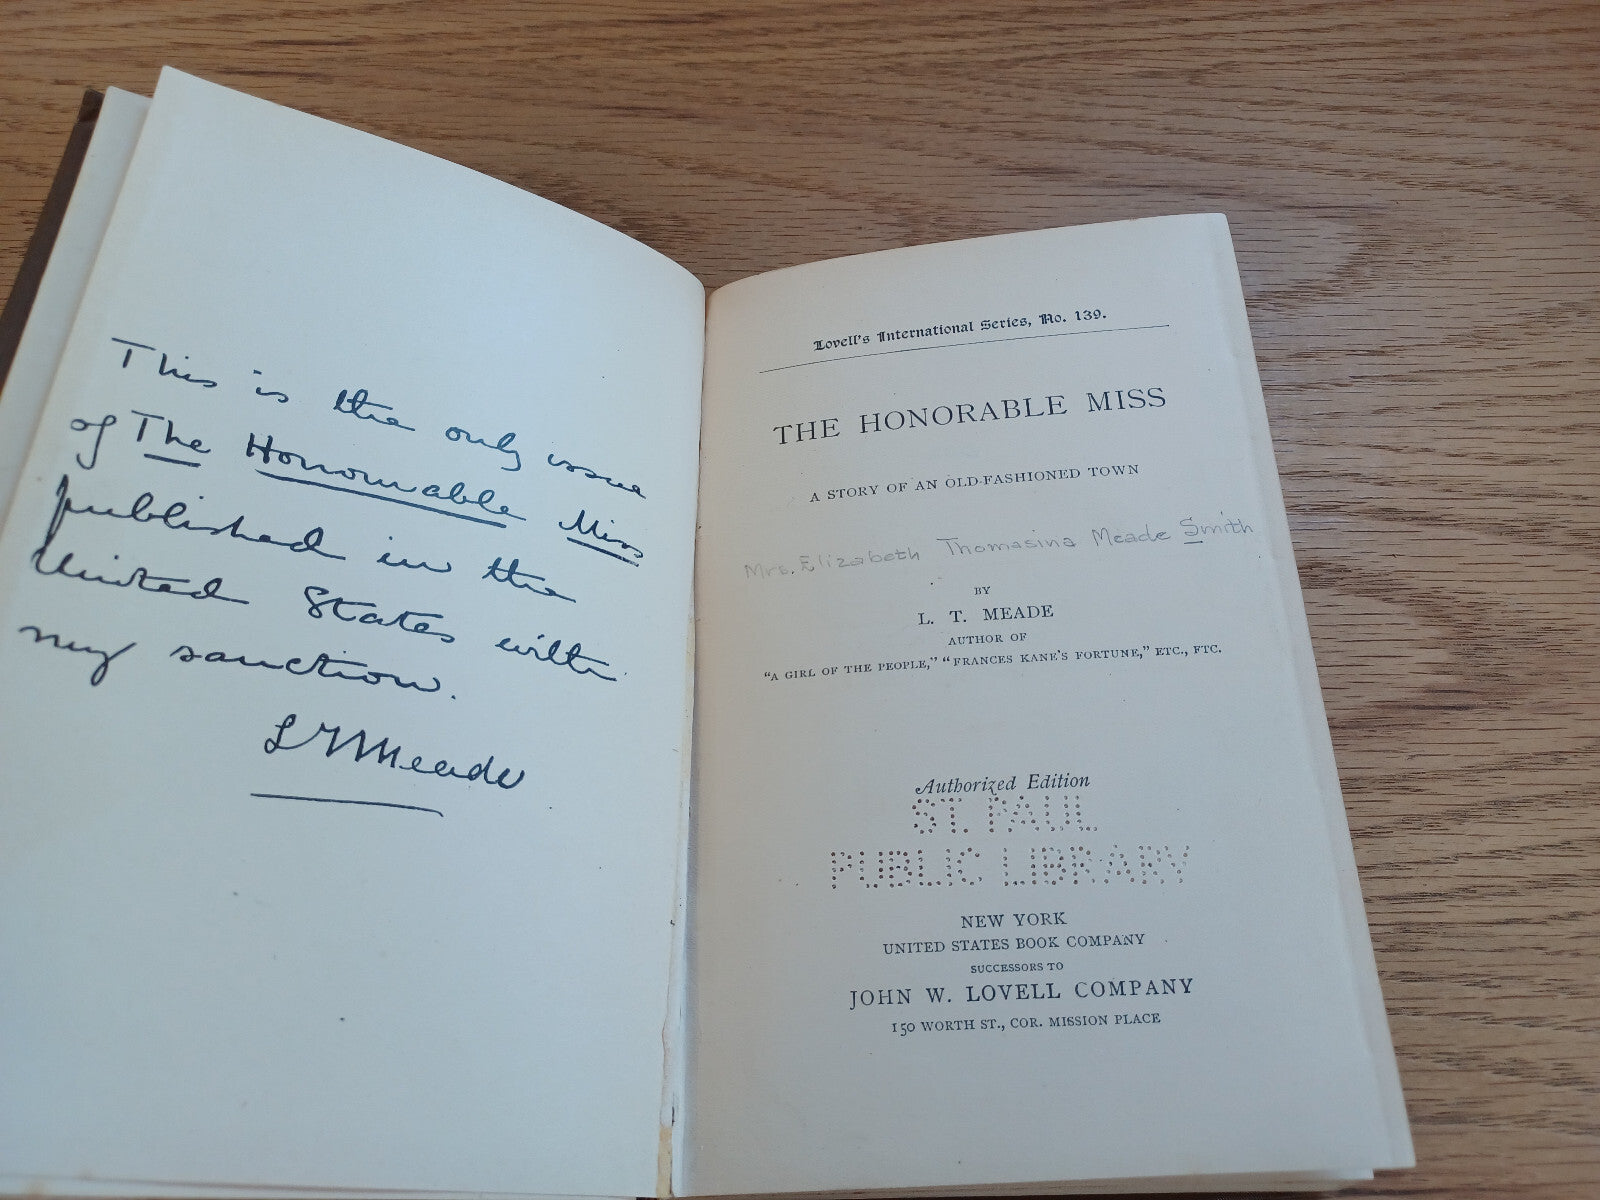 This is the only issue
of The Honourable Miss
published in the
United States with
my sanction.
L T Meade
Lovell's International Series, No. 139.
THE HONORABLE MISS
A STORY OF AN OLD-FASHIONED TOWN
Mrs. Elizabeth Thomasina Meade Smith
BY
L. T. MEADE
AUTHOR OF
"A GIRL OF THE PEOPLE," "FRANCES KANE'S FORTUNE," ETC., ETC.
Authorized Edition
ST. PAUL
PUBLIC LIBRARY
NEW YORK
UNITED STATES BOOK COMPANY
SUCCESSORS TO
JOHN W. LOVELL COMPANY
150 WORTH ST., COR. MISSION PLACE